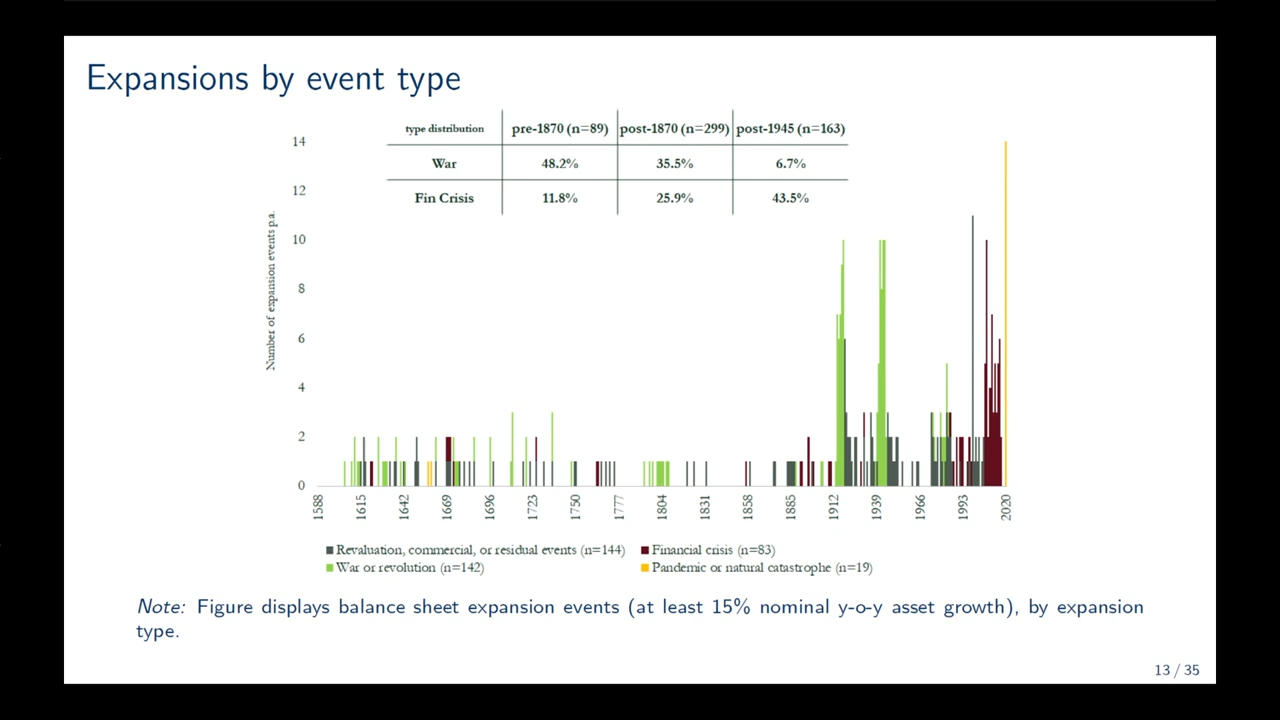 Expansions by event type
type distribution pre-1870 (n=89) post-1870 (n=299) post-1945 (n=163)
War 48.2% 35.5% 6.7%
Fin Crisis 11.8% 25.9% 43.5%
Number of expansion events p.a.
14
12
10
8
6
4
2
0
1588 1615 1642 1669 1696 1723 1750 1777 1804 1831 1858 1885 1912 1939 1966 1993 2020
Revaluation, commercial, or residual events (n=144) Financial crisis (n=83)
War or revolution (n=142) Pandemic or natural catastrophe (n=19)
Note: Figure displays balance sheet expansion events (at least 15% nominal y-o-y asset growth), by expansion
type.
13 / 35